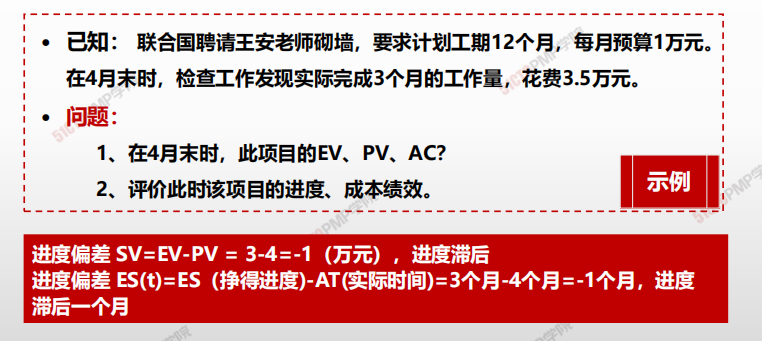 • 已知： 联合国聘请王安老师砌墙，要求计划工期12个月，每月预算1万元。
在4月末时，检查工作发现实际完成3个月的工作量，花费3.5万元。
• 问题：
1、在4月末时，此项目的EV、PV、AC?
2、评价此时该项目的进度、成本绩效。
示例
进度偏差 SV=EV-PV = 3-4=-1（万元），进度滞后
进度偏差 ES(t)=ES（挣得进度)-AT(实际时间)=3个月-4个月=-1个月，进度
滞后一个月